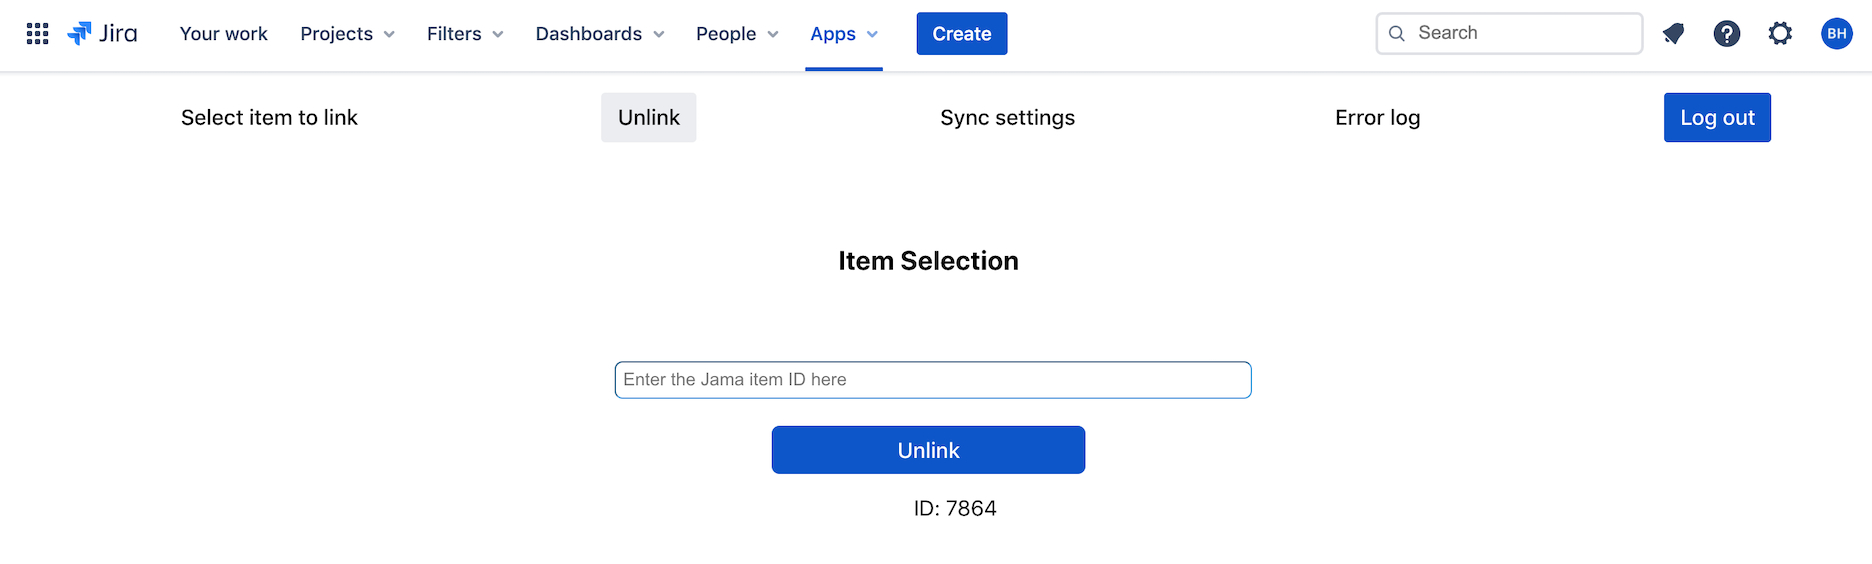 Jira Your work Projects Filters Dashboards People Apps Create Search BH
Select item to link Unlink Sync settings Error log Log out
Item Selection
Enter the Jama item ID here
Unlink
ID: 7864